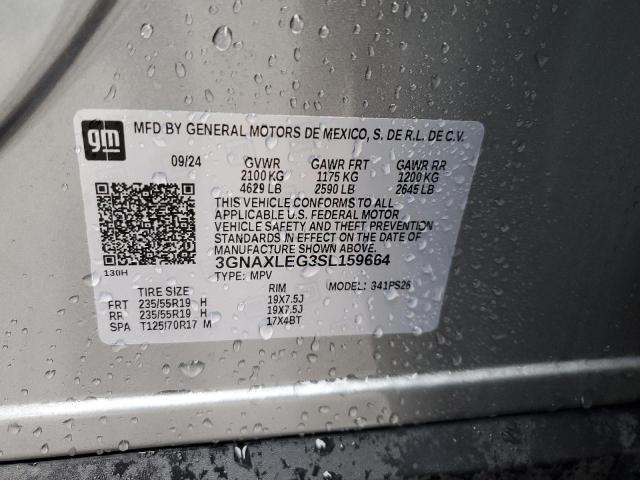 gm MFD BY GENERAL MOTORS DE MEXICO, S. DE R.L. DE C.V.
09/24 GVWR GAWR FRT GAWR RR
2100 KG 1175 KG 1200 KG
4629 LB 2590 LB 2645 LB
THIS VEHICLE CONFORMS TO ALL
APPLICABLE U.S. FEDERAL MOTOR
VEHICLE SAFETY AND THEFT PREVENTION
STANDARDS IN EFFECT ON THE DATE OF
MANUFACTURE SHOWN ABOVE.
3GNAXLEG3SL159664
130H TYPE: MPV MODEL: 341PS26
TIRE SIZE RIM
FRT 235/55R19 H 19X7.5J
RR 235/55R19 H 19X7.5J
SPA T125/70R17 M 17X4BT